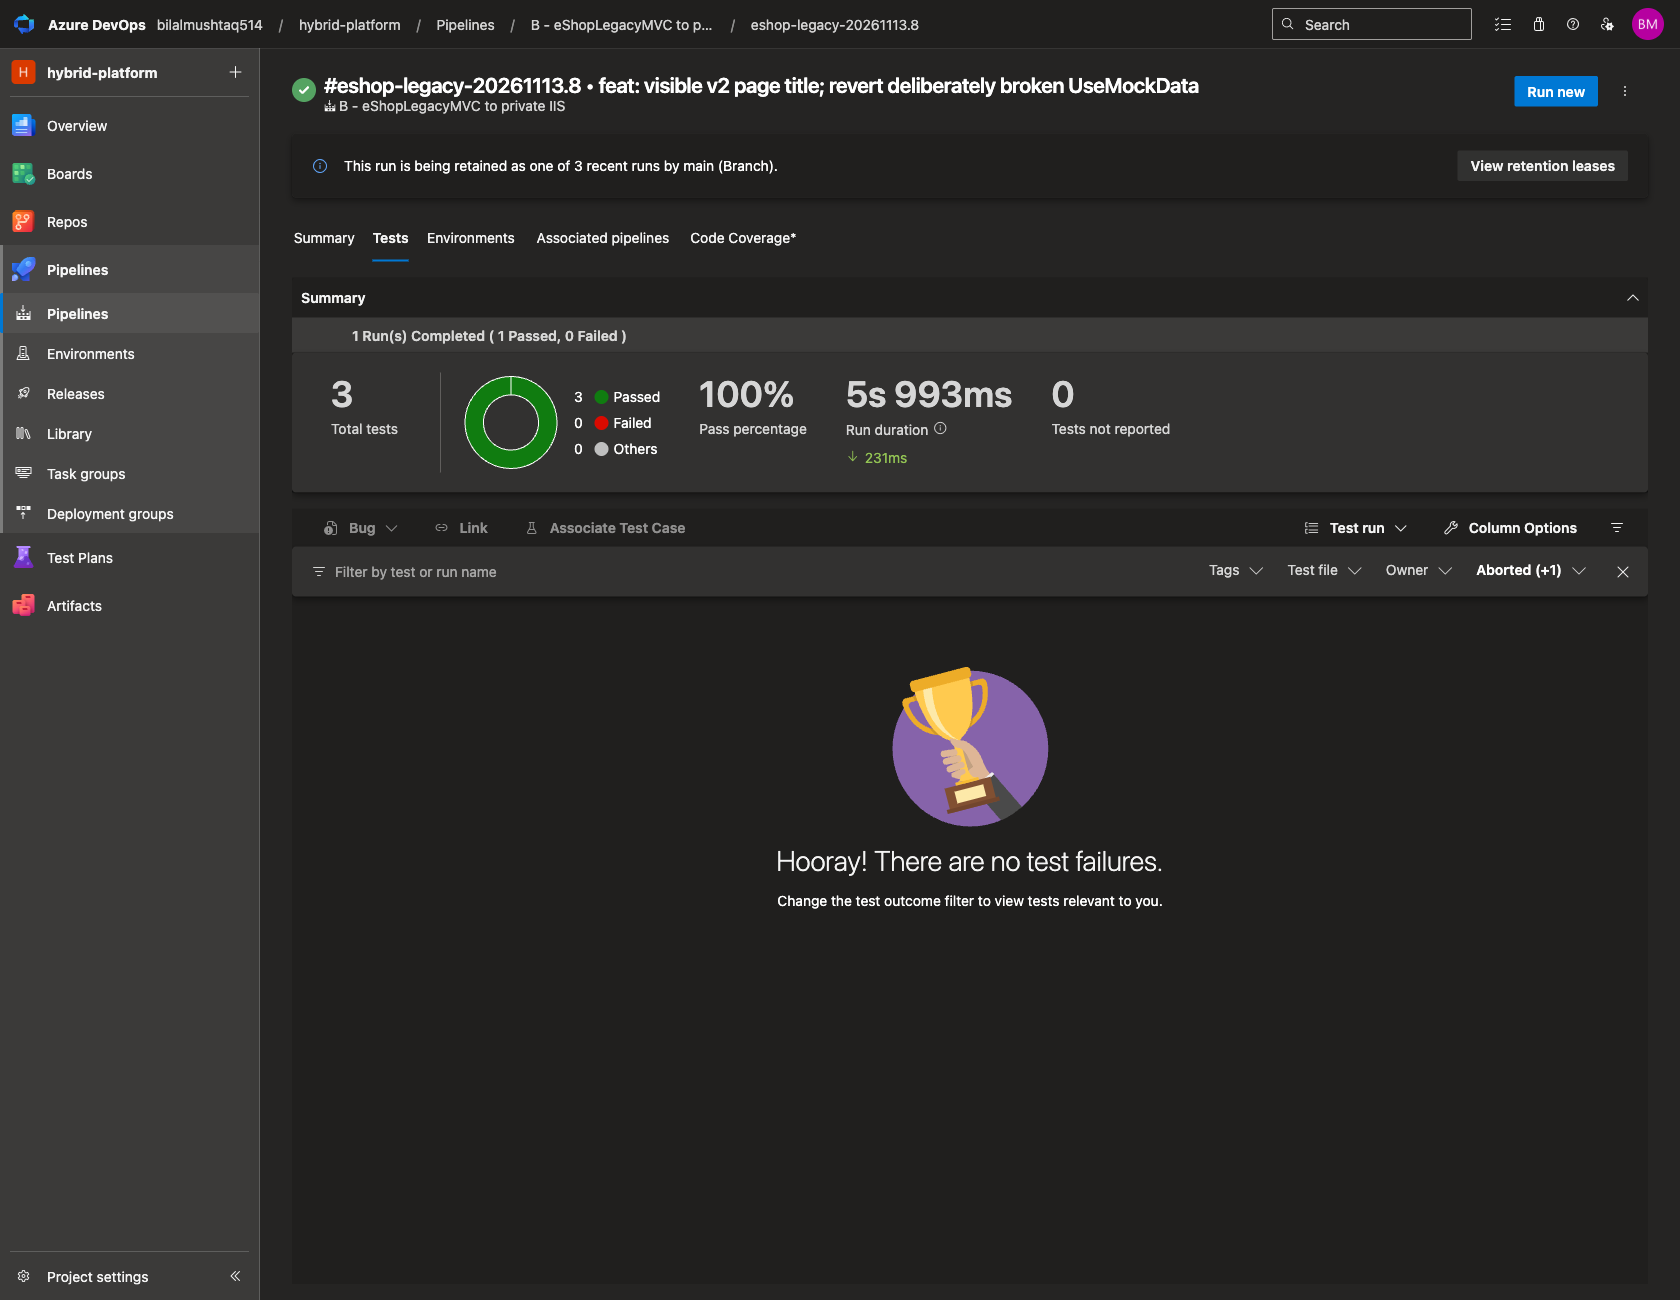 Azure DevOps bilalmushtaq514 / hybrid-platform / Pipelines / B - eShopLegacyMVC to p... / eshop-legacy-20261113.8
Search
BM
H hybrid-platform
Overview
Boards
Repos
Pipelines
Pipelines
Environments
Releases
Library
Task groups
Deployment groups
Test Plans
Artifacts
Project settings
#eshop-legacy-20261113.8 • feat: visible v2 page title; revert deliberately broken UseMockData
B - eShopLegacyMVC to private IIS
Run new
This run is being retained as one of 3 recent runs by main (Branch).
View retention leases
Summary Tests Environments Associated pipelines Code Coverage*
Summary
1 Run(s) Completed ( 1 Passed, 0 Failed )
3
Total tests
3 Passed
0 Failed
0 Others
100%
Pass percentage
5s 993ms
Run duration
231ms
0
Tests not reported
Bug Link Associate Test Case
Test run Column Options
Filter by test or run name
Tags Test file Owner Aborted (+1)
Hooray! There are no test failures.
Change the test outcome filter to view tests relevant to you.